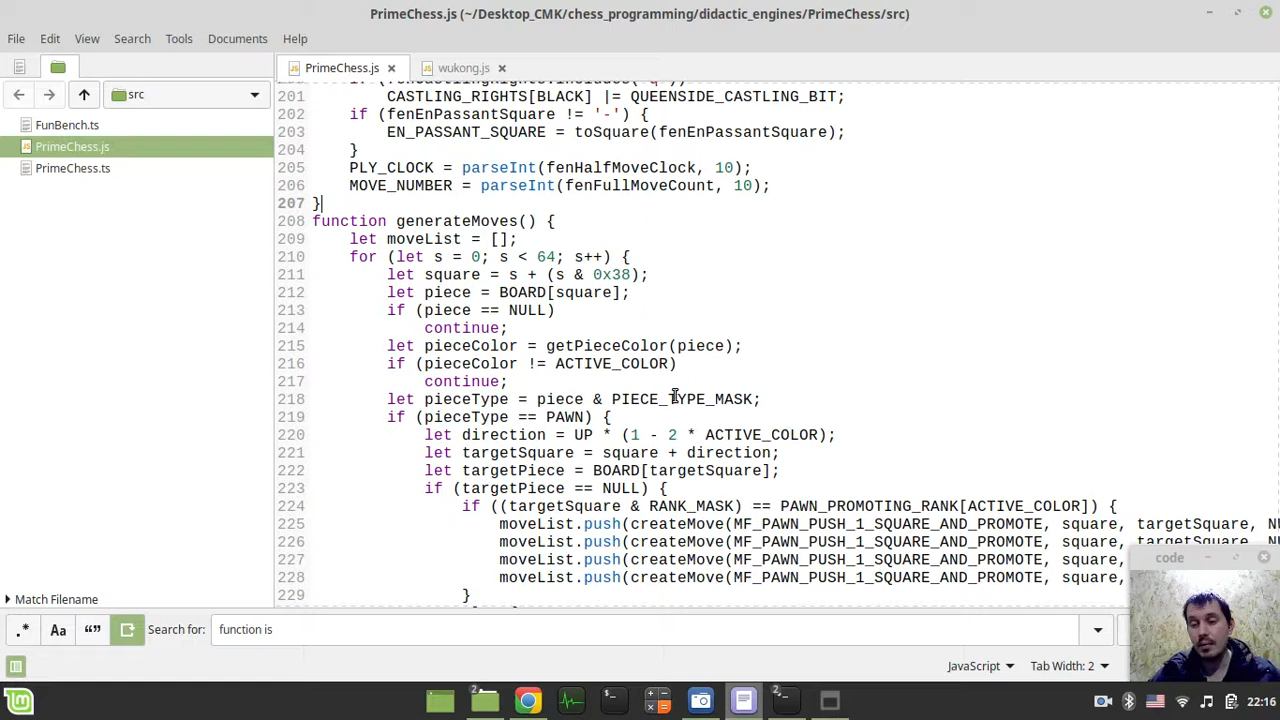 PrimeChess.js (~/Desktop_CMK/chess_programming/didactic_engines/PrimeChess/src)
File Edit View Search Tools Documents Help
PrimeChess.js wukong.js
src
FunBench.ts
PrimeChess.js
PrimeChess.ts
201 CASTLING_RIGHTS[BLACK] |= QUEENSIDE_CASTLING_BIT;
202 if (fenEnPassantSquare != '-') {
203 EN_PASSANT_SQUARE = toSquare(fenEnPassantSquare);
204 }
205 PLY_CLOCK = parseInt(fenHalfMoveClock, 10);
206 MOVE_NUMBER = parseInt(fenFullMoveCount, 10);
207 }
208 function generateMoves() {
209 let moveList = [];
210 for (let s = 0; s < 64; s++) {
211 let square = s + (s & 0x38);
212 let piece = BOARD[square];
213 if (piece == NULL)
214 continue;
215 let pieceColor = getPieceColor(piece);
216 if (pieceColor != ACTIVE_COLOR)
217 continue;
218 let pieceType = piece & PIECE_TYPE_MASK;
219 if (pieceType == PAWN) {
220 let direction = UP * (1 - 2 * ACTIVE_COLOR);
221 let targetSquare = square + direction;
222 let targetPiece = BOARD[targetSquare];
223 if (targetPiece == NULL) {
224 if ((targetSquare & RANK_MASK) == PAWN_PROMOTING_RANK[ACTIVE_COLOR]) {
225 moveList.push(createMove(MF_PAWN_PUSH_1_SQUARE_AND_PROMOTE, square, targetSquare, N
226 moveList.push(createMove(MF_PAWN_PUSH_1_SQUARE_AND_PROMOTE, square, targetSquare, N
227 moveList.push(createMove(MF_PAWN_PUSH_1_SQUARE_AND_PROMOTE, square,
228 moveList.push(createMove(MF_PAWN_PUSH_1_SQUARE_AND_PROMOTE, square,
229 }
code
Match Filename
.* Aa “” Search for: function is
JavaScript Tab Width: 2
2 2 22:16